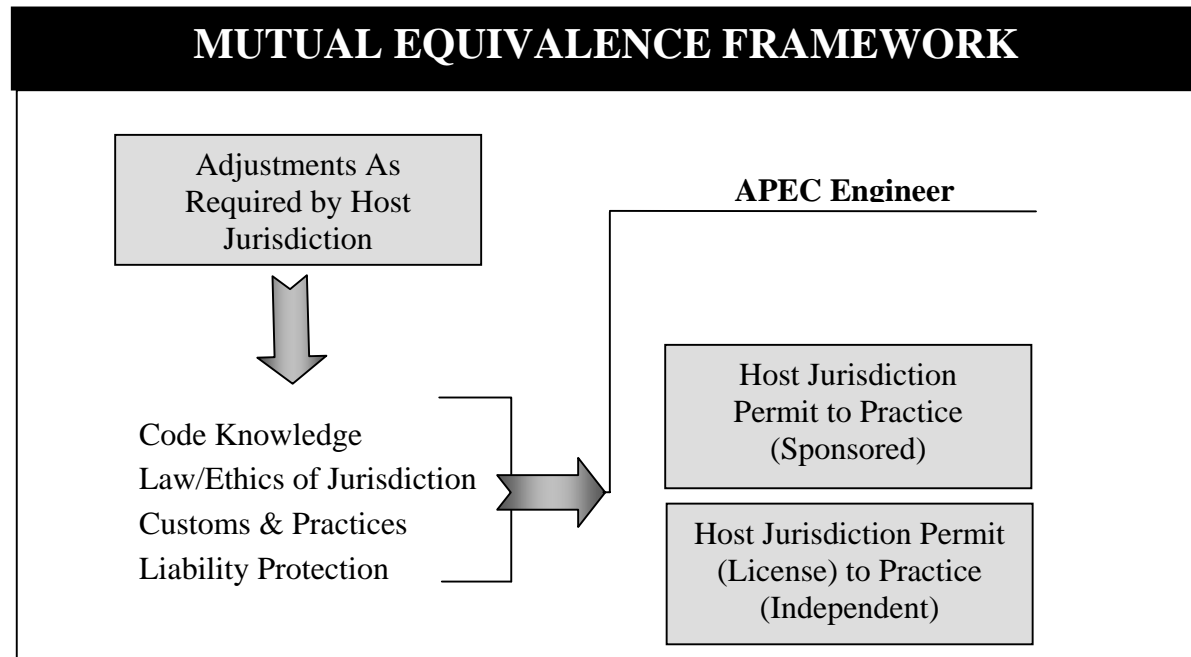 MUTUAL EQUIVALENCE FRAMEWORK
Adjustments As
Required by Host
Jurisdiction
APEC Engineer
Code Knowledge
Law/Ethics of Jurisdiction
Customs & Practices
Liability Protection
Host Jurisdiction
Permit to Practice
(Sponsored)
Host Jurisdiction Permit
(License) to Practice
(Independent)